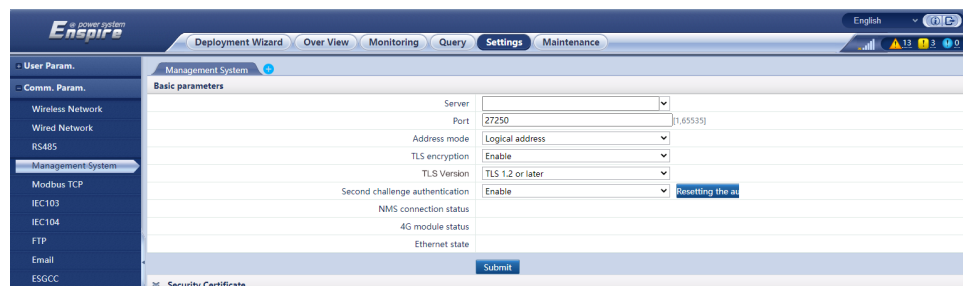 Enspire
e power system
English
Deployment Wizard Over View Monitoring Query Settings Maintenance
13 3 0
User Param.
Comm. Param.
Wireless Network
Wired Network
RS485
Management System
Modbus TCP
IEC103
IEC104
FTP
Email
ESGCC
Management System
Basic parameters
Server
Port 27250 [1,65535]
Address mode Logical address
TLS encryption Enable
TLS Version TLS 1.2 or later
Second challenge authentication Enable Resetting the au
NMS connection status
4G module status
Ethernet state
Submit
Security Certificate